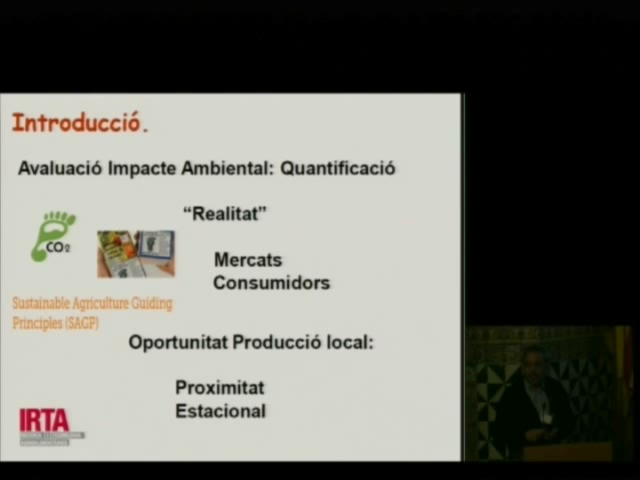 Introducció.
Avaluació Impacte Ambiental: Quantificació
“Realitat”
CO2
Mercats
Consumidors
Sustainable Agriculture Guiding
Principles (SAGP)
Oportunitat Producció local:
Proximitat
Estacional
IRTA